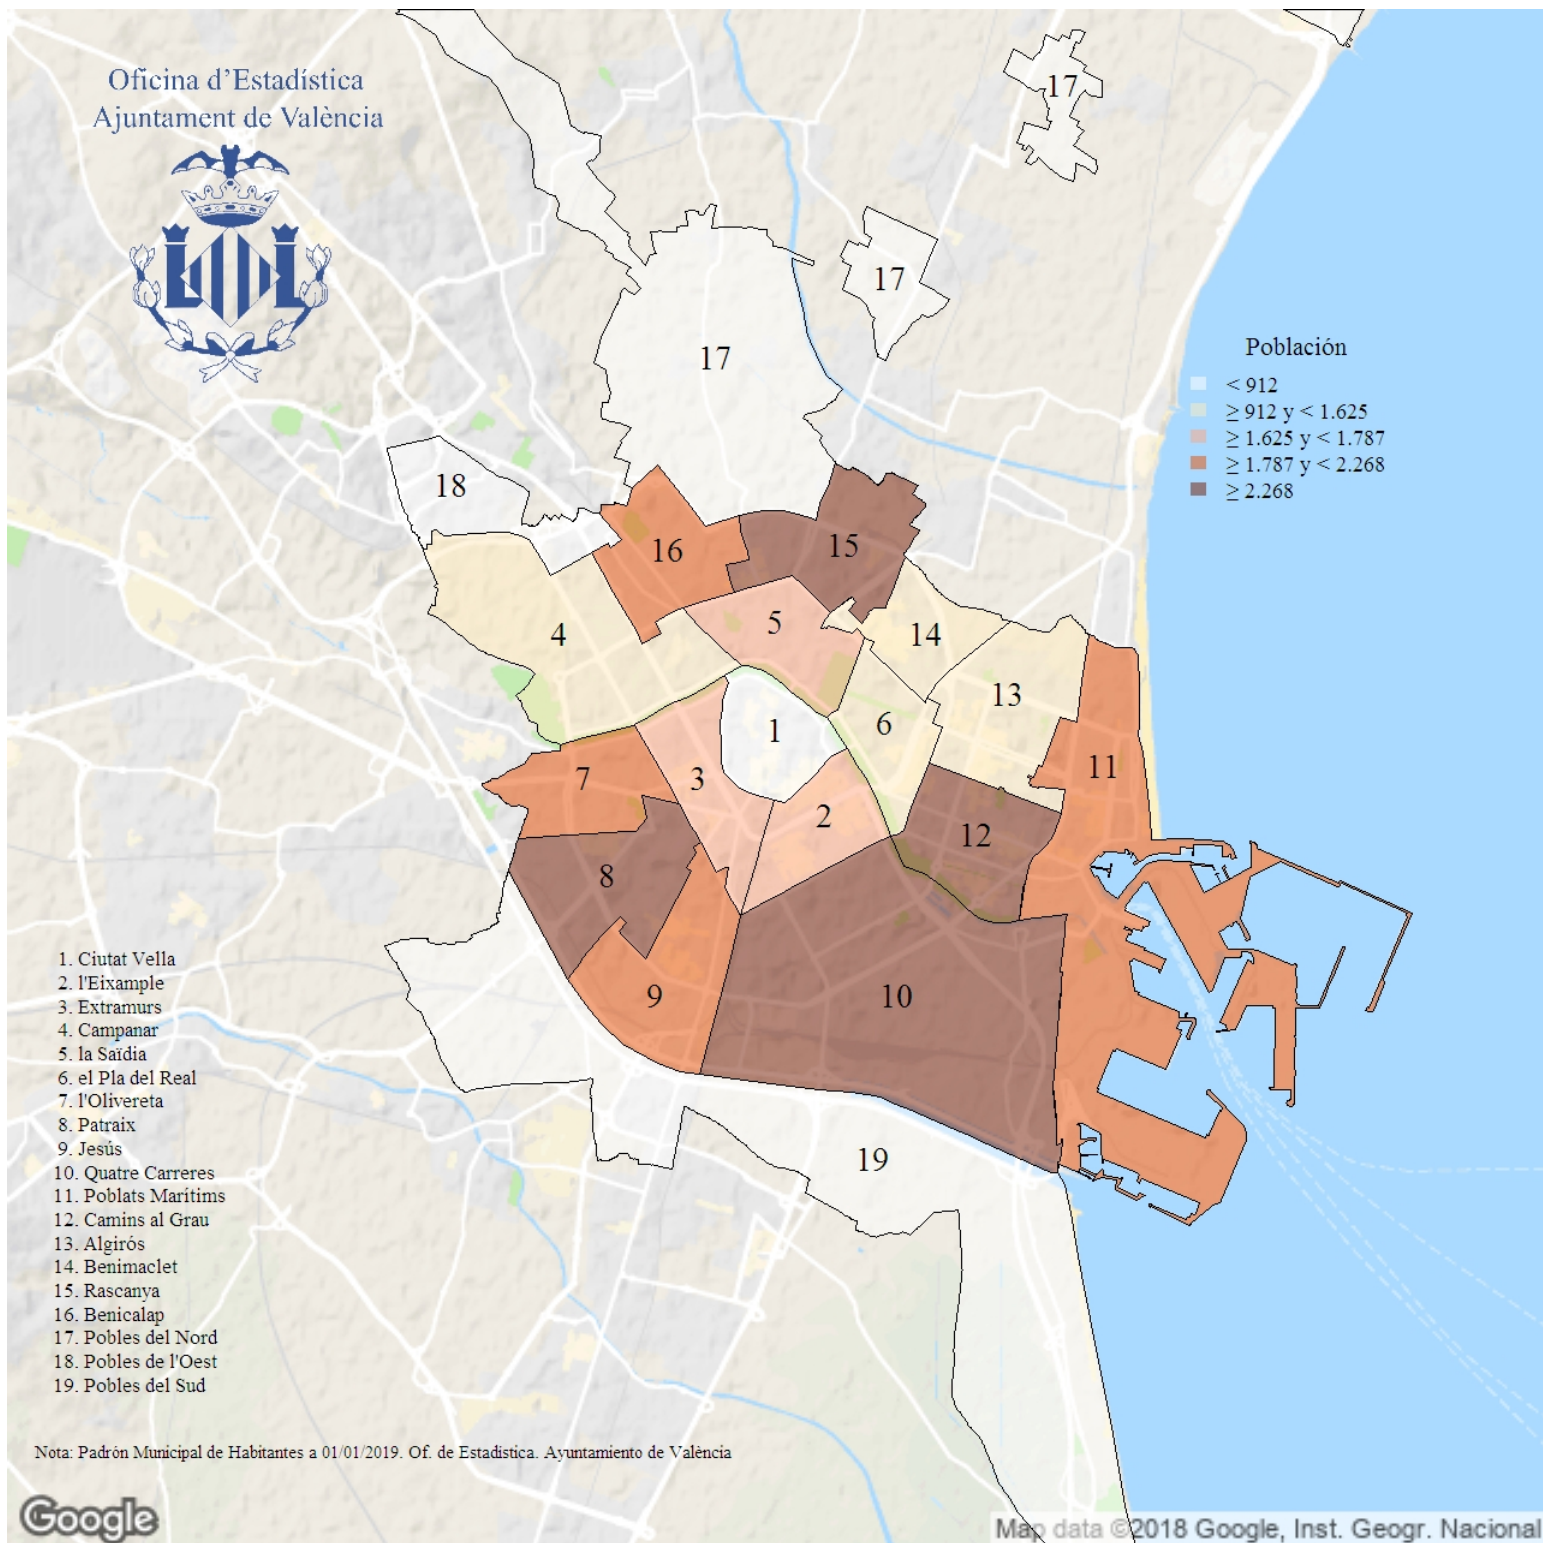 Oficina d'Estadística
Ajuntament de València
17
17
17
18
16
15
5
4
14
13
6
1
11
7
3
2
12
8
9
10
19
Población
< 912
≥ 912 y < 1.625
≥ 1.625 y < 1.787
≥ 1.787 y < 2.268
≥ 2.268
1. Ciutat Vella
2. l'Eixample
3. Extramurs
4. Campanar
5. la Saïdia
6. el Pla del Real
7. l'Olivereta
8. Patraix
9. Jesús
10. Quatre Carreres
11. Poblats Marítims
12. Camins al Grau
13. Algirós
14. Benimaclet
15. Rascanya
16. Benicalap
17. Pobles del Nord
18. Pobles de l'Oest
19. Pobles del Sud
Nota: Padrón Municipal de Habitantes a 01/01/2019. Of. de Estadística. Ayuntamiento de València
Google
Map data ©2018 Google, Inst. Geogr. Nacional